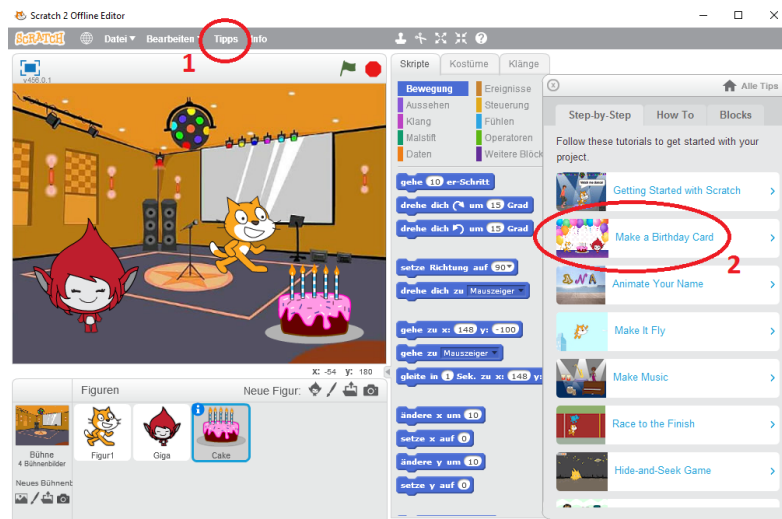 Scratch 2 Offline Editor
SCRATCH Datei Bearbeiten Tipps Info
1
v456.0.1
Skripte Kostüme Klänge
Bewegung Ereignisse
Aussehen Steuerung
Klang Fühlen
Malstift Operatoren
Daten Weitere Blöck
gehe 10 er-Schritt
drehe dich um 15 Grad
drehe dich um 15 Grad
setze Richtung auf 90
drehe dich zu Mauszeiger
gehe zu x: 148 y: -100
gehe zu Mauszeiger
gleite in 1 Sek. zu x: 148 y:
ändere x um 10
setze x auf 0
ändere y um 10
setze y auf 0
Alle Tips
Step-by-Step How To Blocks
Follow these tutorials to get started with your
project.
Getting Started with Scratch
Make a Birthday Card
2
Animate Your Name
Make It Fly
Make Music
Race to the Finish
Hide-and-Seek Game
X: -54 y: 180
Figuren Neue Figur:
Bühne
4 Bühnenbilder
Neues Bühnenb
Figur1 Giga Cake